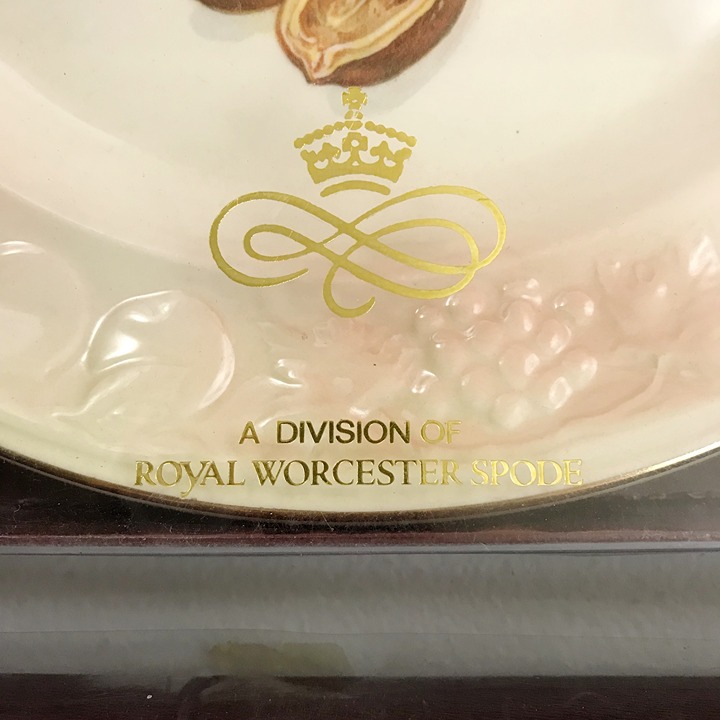 A DIVISION OF
ROYAL WORCESTER SPODE